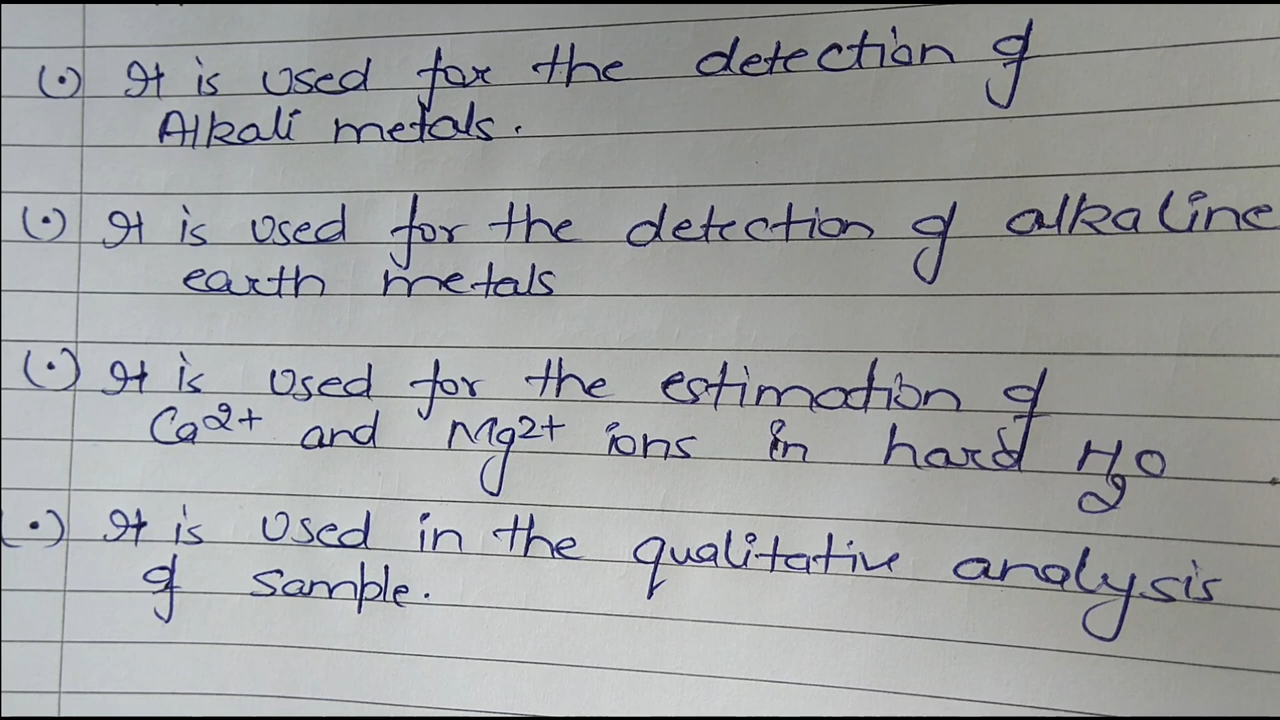 (•) It is used for the detection of
Alkali metals.
(•) It is used for the detection of alkaline
earth metals
(•) It is used for the estimation of
Ca2+ and Mg2+ ions in hard H2O
(•) It is used in the qualitative analysis
of sample.